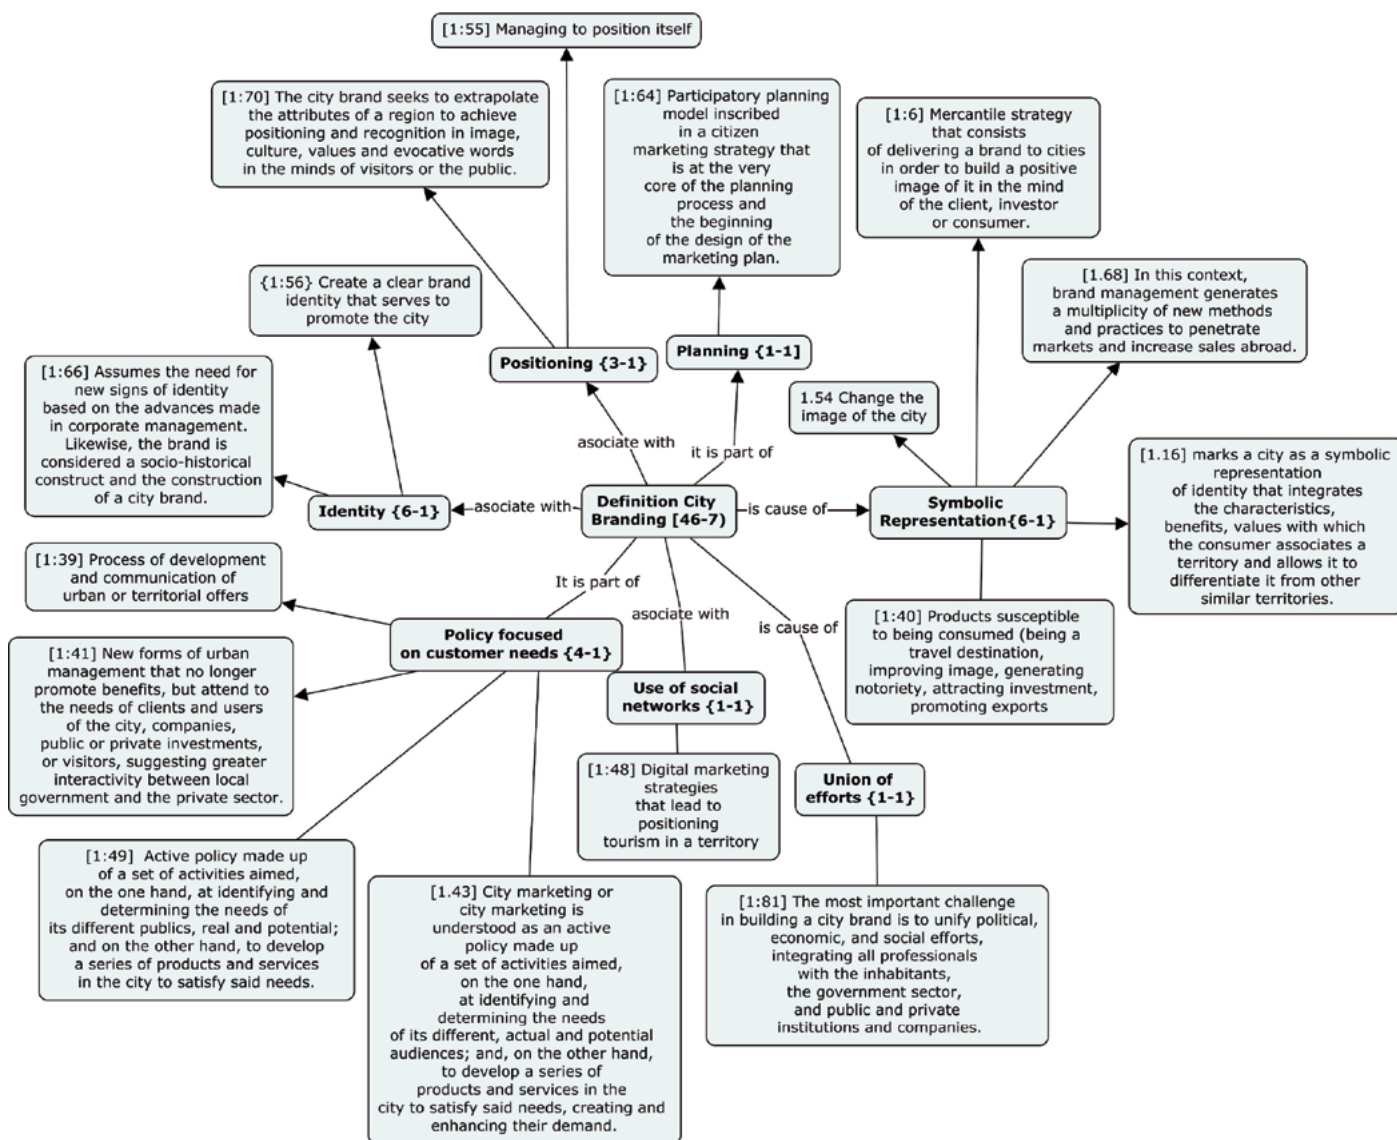 [1:55] Managing to position itself
[1:70] The city brand seeks to extrapolate
the attributes of a region to achieve
positioning and recognition in image,
culture, values and evocative words
in the minds of visitors or the public.
[1:64] Participatory planning
model inscribed
in a citizen
marketing strategy that
is at the very
core of the planning
process and
the beginning
of the design of the
marketing plan.
[1:6] Mercantile strategy
that consists
of delivering a brand to cities
in order to build a positive
image of it in the mind
of the client, investor
or consumer.
{1:56} Create a clear brand
identity that serves to
promote the city
[1.68] In this context,
brand management generates
a multiplicity of new methods
and practices to penetrate
markets and increase sales abroad.
Positioning {3-1}
Planning {1-1]
[1:66] Assumes the need for
new signs of identity
based on the advances made
in corporate management.
Likewise, the brand is
considered a socio-historical
construct and the construction
of a city brand.
1.54 Change the
image of the city
asociate with
it is part of
[1.16] marks a city as a symbolic
representation
of identity that integrates
the characteristics,
benefits, values with which
the consumer associates a
territory and allows it to
differentiate it from other
similar territories.
Identity {6-1}
asociate with
Definition City
Branding [46-7)
is cause of
Symbolic
Representation{6-1}
[1:39] Process of development
and communication of
urban or territorial offers
It is part of
asociate with
is cause of
[1:40] Products susceptible
to being consumed (being a
travel destination,
improving image, generating
notoriety, attracting investment,
promoting exports
Policy focused
on customer needs {4-1}
[1:41] New forms of urban
management that no longer
promote benefits, but attend to
the needs of clients and users
of the city, companies,
public or private investments,
or visitors, suggesting greater
interactivity between local
government and the private sector.
Use of social
networks {1-1}
[1:48] Digital marketing
strategies
that lead to
positioning
tourism in a territory
Union of
efforts {1-1}
[1:49]  Active policy made up
of a set of activities aimed,
on the one hand, at identifying and
determining the needs of
its different publics, real and potential;
and on the other hand, to develop
a series of products and services
in the city to satisfy said needs.
[1.43] City marketing or
city marketing is
understood as an active
policy made up
of a set of activities aimed,
on the one hand,
at identifying and
determining the needs
of its different, actual and potential
audiences; and, on the other hand,
to develop a series of
products and services in the
city to satisfy said needs, creating and
enhancing their demand.
[1:81] The most important challenge
in building a city brand is to unify political,
economic, and social efforts,
integrating all professionals
with the inhabitants,
the government sector,
and public and private
institutions and companies.